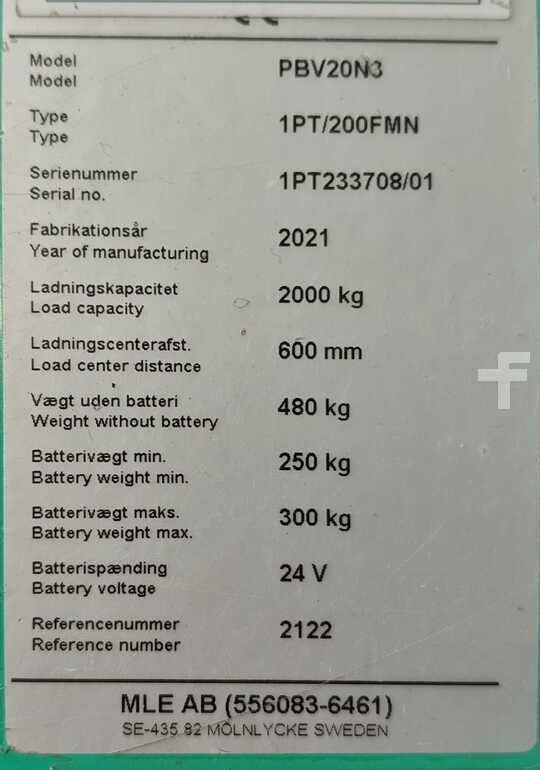 Model
Model
PBV20N3
Type
Type
1PT/200FMN
Serienummer
Serial no.
1PT233708/01
Fabrikationsår
Year of manufacturing
2021
Ladningskapacitet
Load capacity
2000 kg
Ladningscenterafst.
Load center distance
600 mm
Vægt uden batteri
Weight without battery
480 kg
Batterivægt min.
Battery weight min.
250 kg
Batterivægt maks.
Battery weight max.
300 kg
Batterispænding
Battery voltage
24 V
Referencenummer
Reference number
2122
MLE AB (556083-6461)
SE-435 82 MÖLNLYCKE SWEDEN